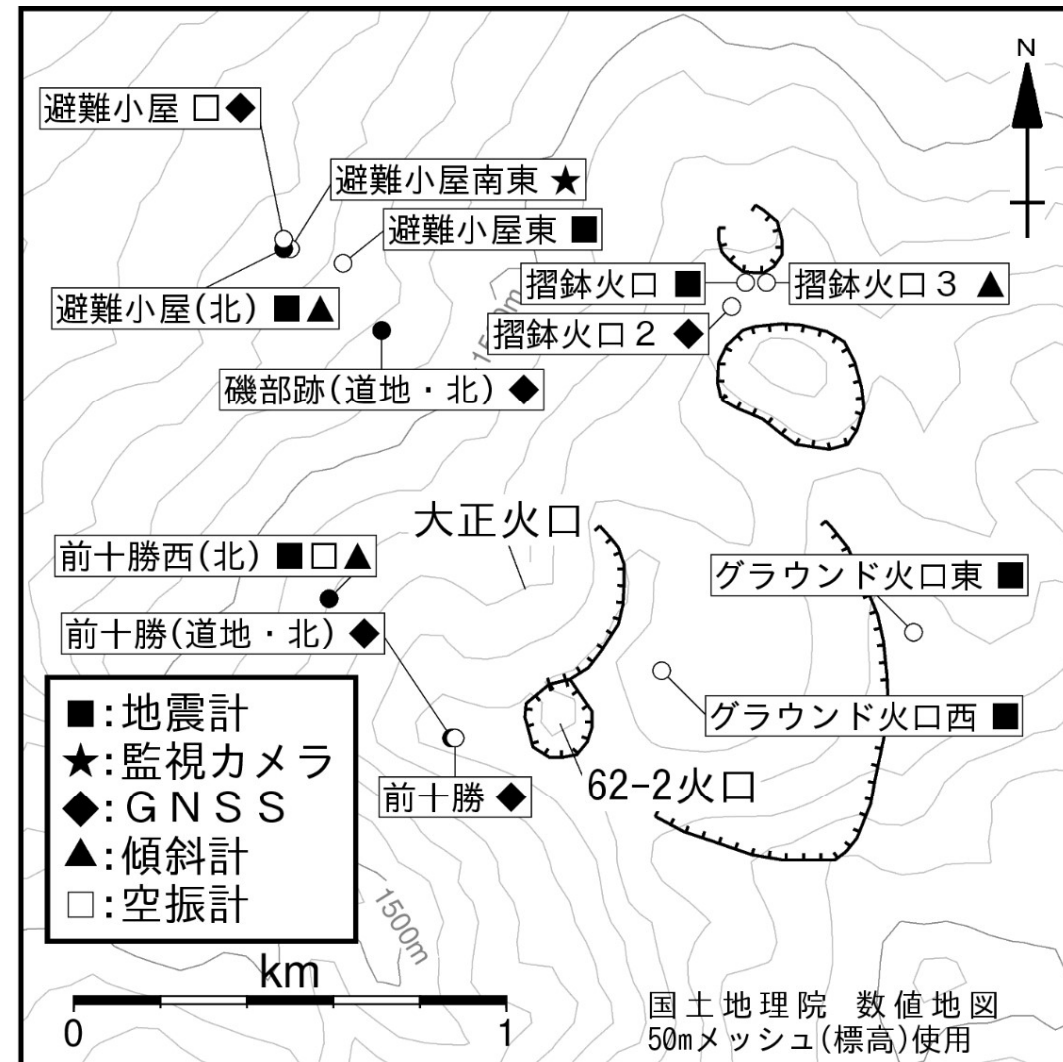 N
避難小屋 □◆
避難小屋南東 ★
避難小屋東 ■
摺鉢火口 ■
摺鉢火口3 ▲
避難小屋(北) ■▲
摺鉢火口2 ◆
1500m
磯部跡(道地・北) ◆
大正火口
前十勝西(北) ■□▲
グラウンド火口東 ■
前十勝(道地・北) ◆
グラウンド火口西 ■
62-2火口
前十勝 ◆
■:地震計
★:監視カメラ
◆:GNSS
▲:傾斜計
□:空振計
1500m
km
0 1
国土地理院 数値地図
50mメッシュ(標高)使用